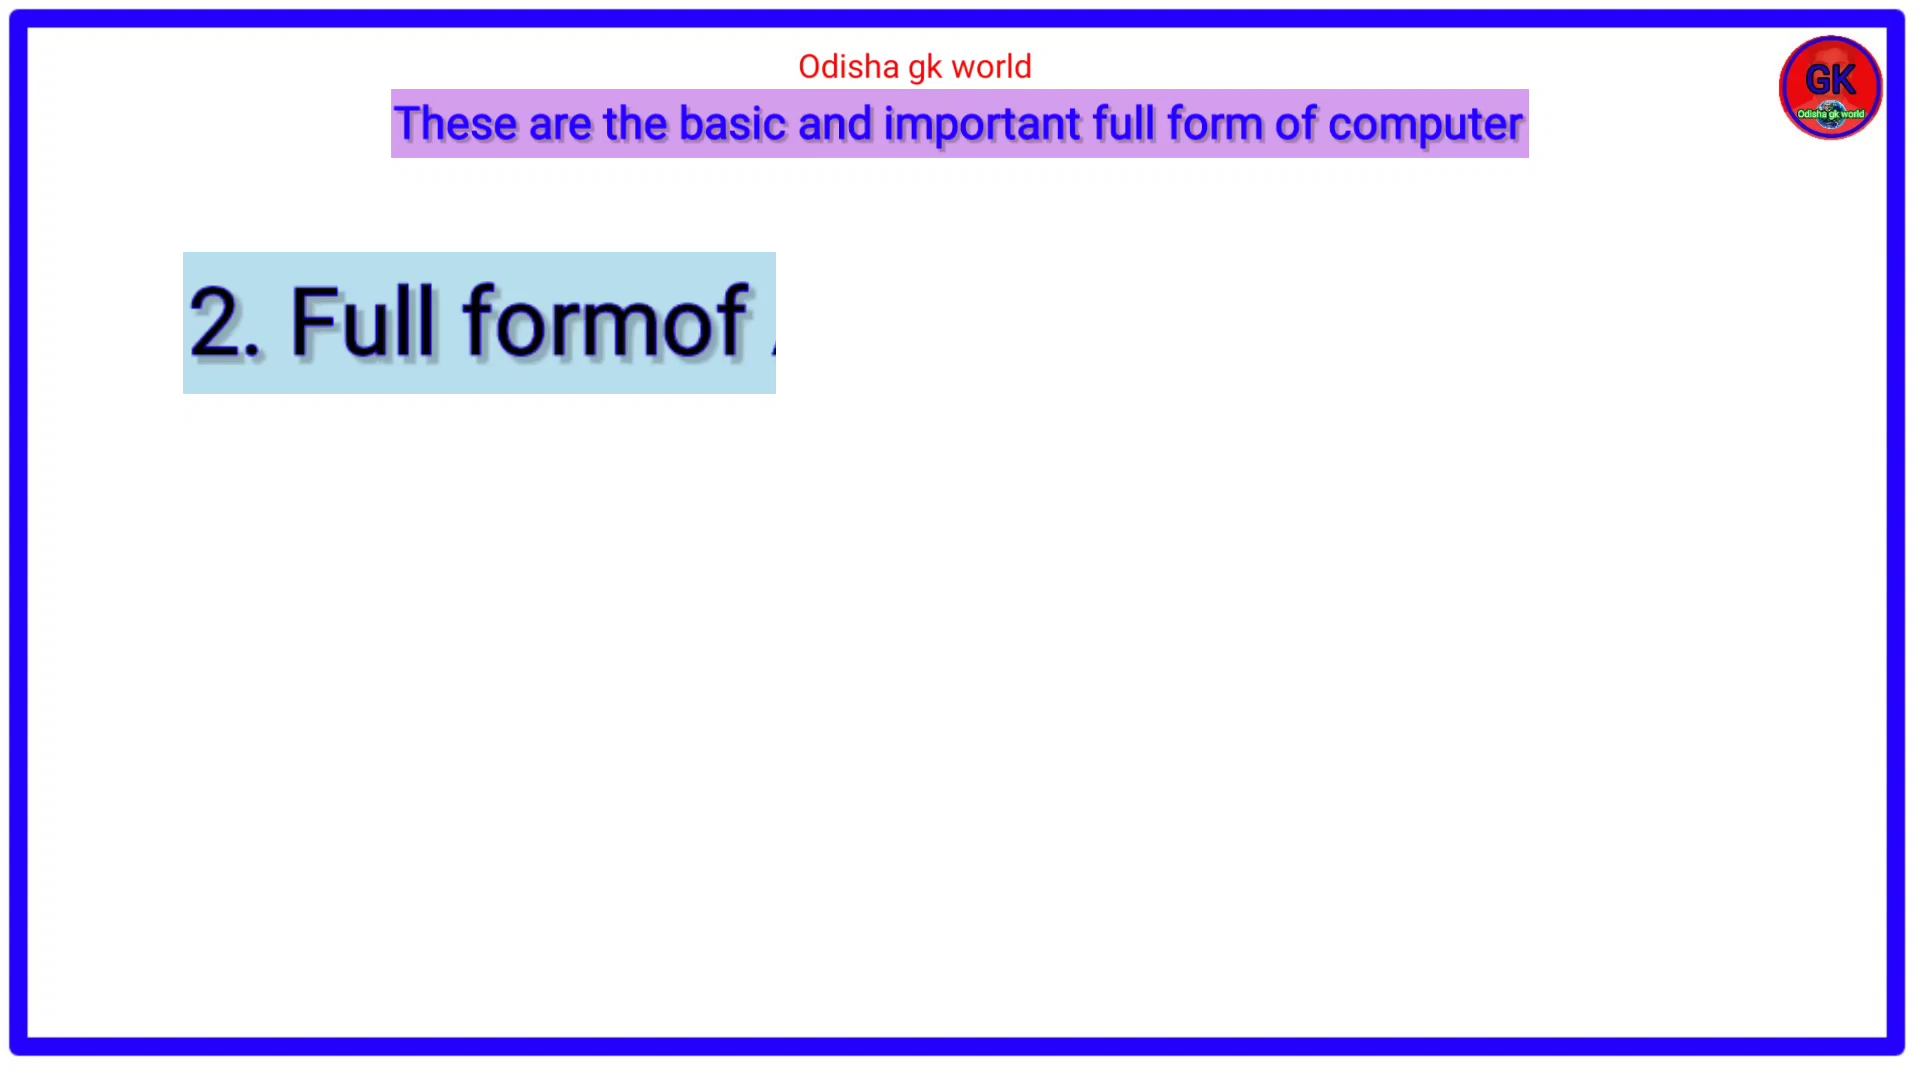 Odisha gk world
These are the basic and important full form of computer
GK
Odisha gk world
2. Full formof